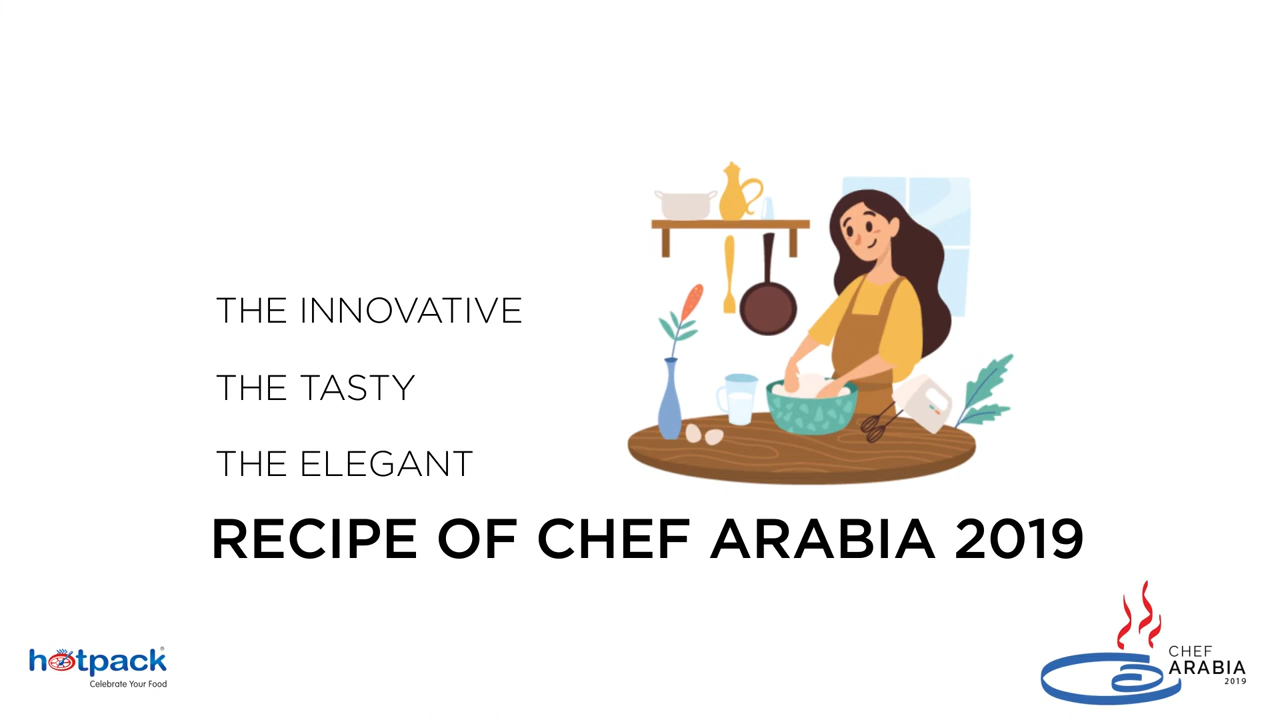 THE INNOVATIVE
THE TASTY
THE ELEGANT
RECIPE OF CHEF ARABIA 2019
hotpack®
Celebrate Your Food
CHEF
ARABIA
2019